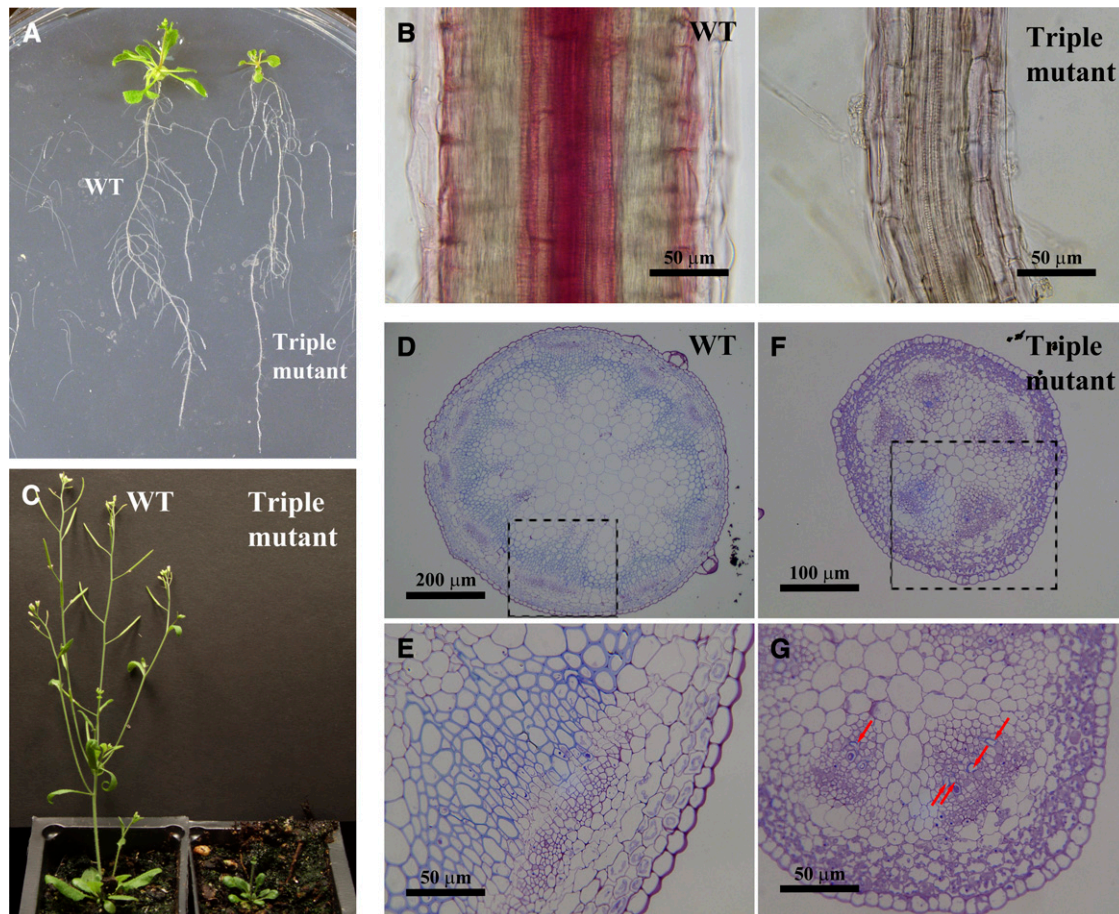 A
WT
Triple
mutant
B
WT
50 µm
Triple
mutant
50 µm
C
WT
Triple
mutant
D
WT
200 µm
F
Triple
mutant
100 µm
E
50 µm
G
50 µm